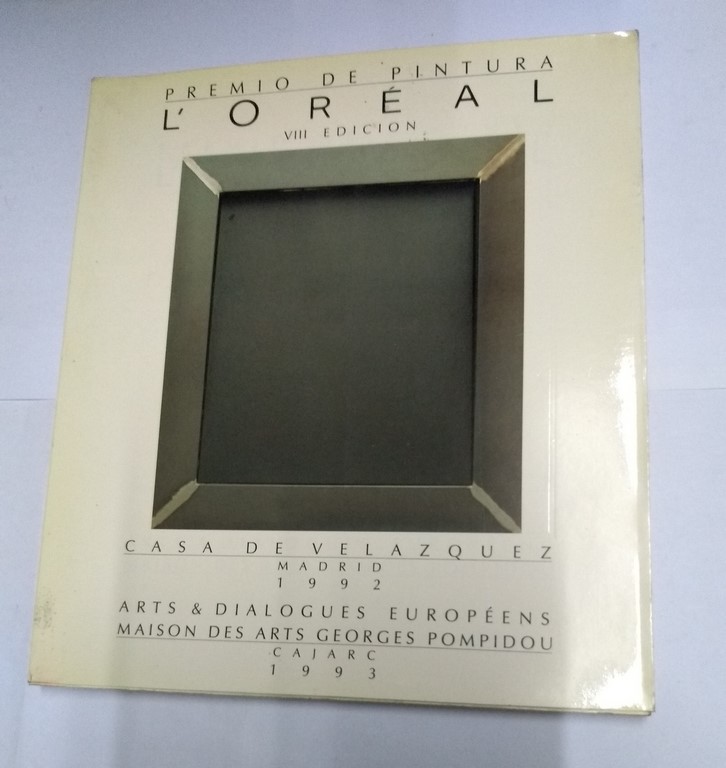 PREMIO DE PINTURA
L'ORÉAL
VIII EDICION
CASA DE VELAZQUEZ
MADRID
1992
ARTS & DIALOGUES EUROPÉENS
MAISON DES ARTS GEORGES POMPIDOU
CAJARC
1993